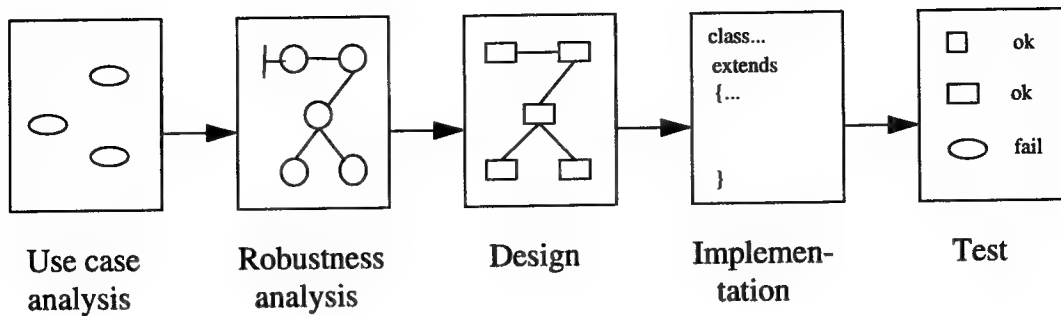 class...
extends
{...
}
ok
ok
fail
Use case
analysis
Robustness
analysis
Design
Implemen-
tation
Test